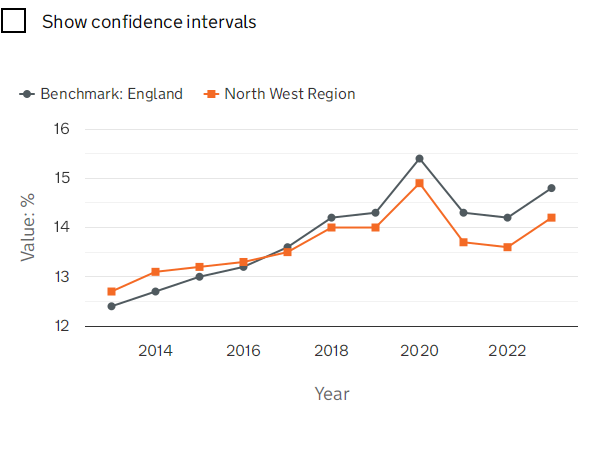 Show confidence intervals
Benchmark: England North West Region
16
15
14
13
12
Value: %
2014 2016 2018 2020 2022
Year